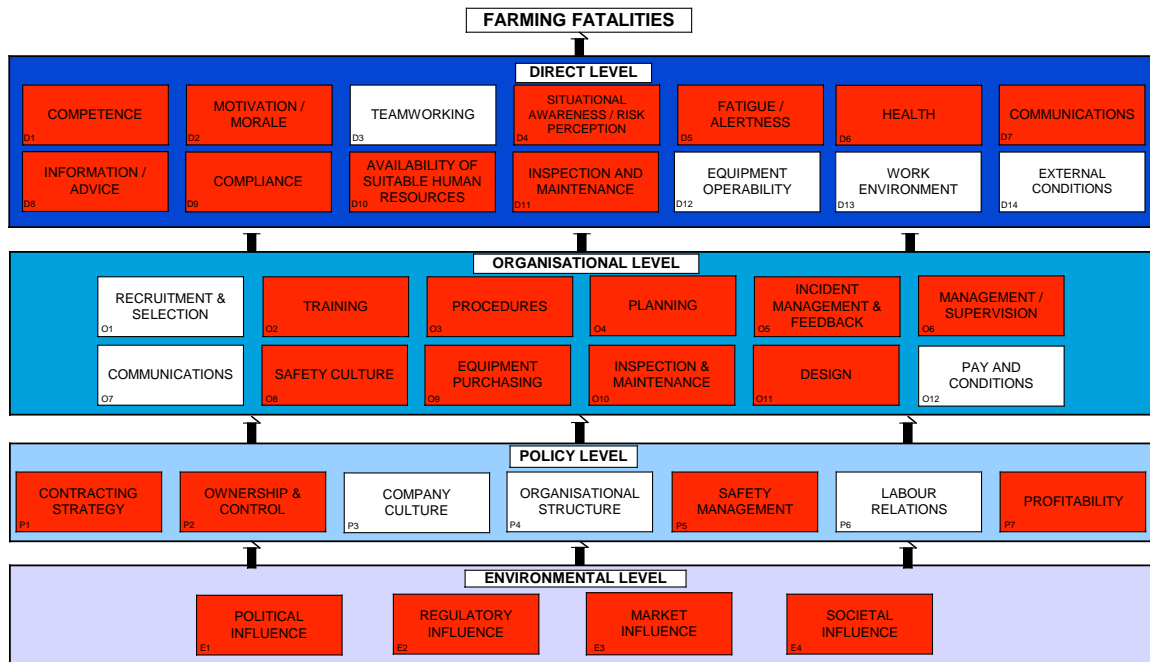 FARMING FATALITIES
DIRECT LEVEL
COMPETENCE
D1
MOTIVATION /
MORALE
D2
TEAMWORKING
D3
SITUATIONAL
AWARENESS / RISK
PERCEPTION
D4
FATIGUE /
ALERTNESS
D5
HEALTH
D6
COMMUNICATIONS
D7
INFORMATION /
ADVICE
D8
COMPLIANCE
D9
AVAILABILITY OF
SUITABLE HUMAN
RESOURCES
D10
INSPECTION AND
MAINTENANCE
D11
EQUIPMENT
OPERABILITY
D12
WORK
ENVIRONMENT
D13
EXTERNAL
CONDITIONS
D14
ORGANISATIONAL LEVEL
RECRUITMENT &
SELECTION
O1
TRAINING
O2
PROCEDURES
O3
PLANNING
O4
INCIDENT
MANAGEMENT &
FEEDBACK
O5
MANAGEMENT /
SUPERVISION
O6
COMMUNICATIONS
O7
SAFETY CULTURE
O8
EQUIPMENT
PURCHASING
O9
INSPECTION &
MAINTENANCE
O10
DESIGN
O11
PAY AND
CONDITIONS
O12
POLICY LEVEL
CONTRACTING
STRATEGY
P1
OWNERSHIP &
CONTROL
P2
COMPANY
CULTURE
P3
ORGANISATIONAL
STRUCTURE
P4
SAFETY
MANAGEMENT
P5
LABOUR
RELATIONS
P6
PROFITABILITY
P7
ENVIRONMENTAL LEVEL
POLITICAL
INFLUENCE
E1
REGULATORY
INFLUENCE
E2
MARKET
INFLUENCE
E3
SOCIETAL
INFLUENCE
E4